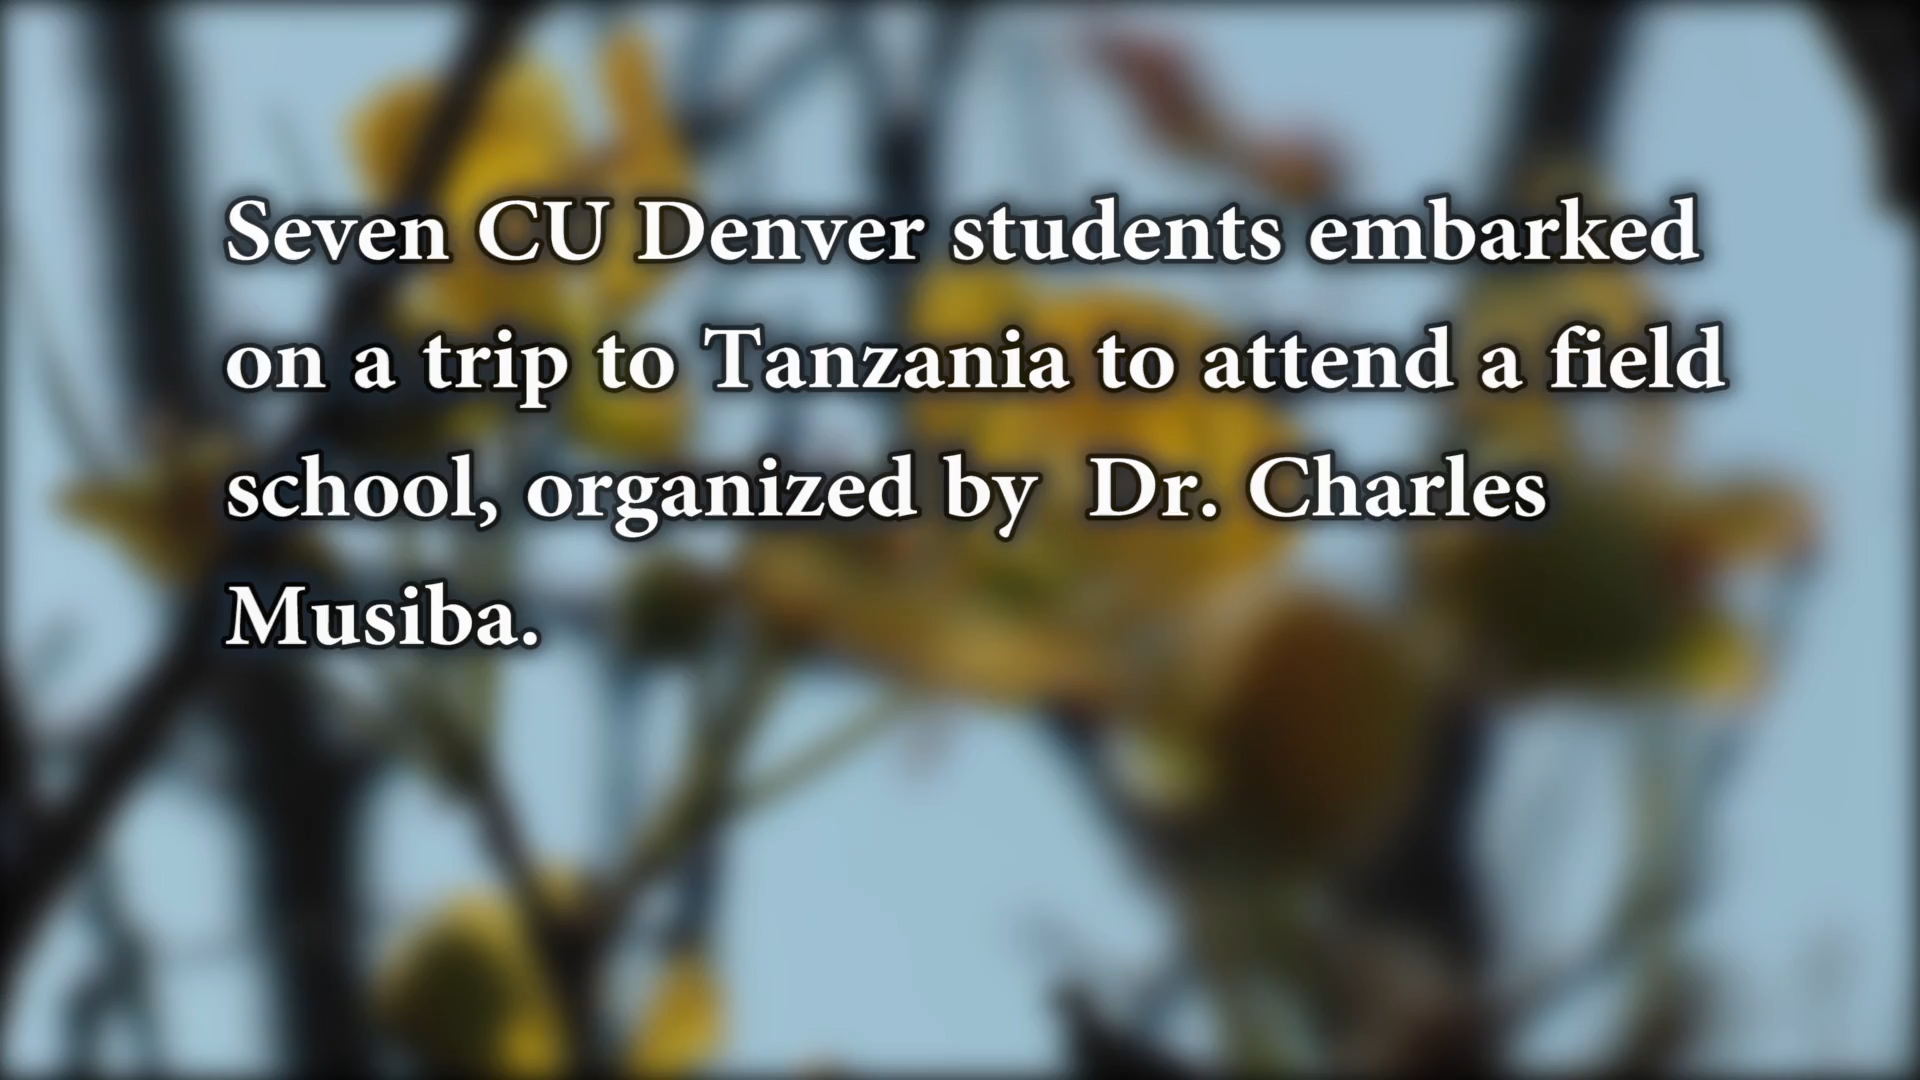 Seven CU Denver students embarked
on a trip to Tanzania to attend a field
school, organized by  Dr. Charles
Musiba.